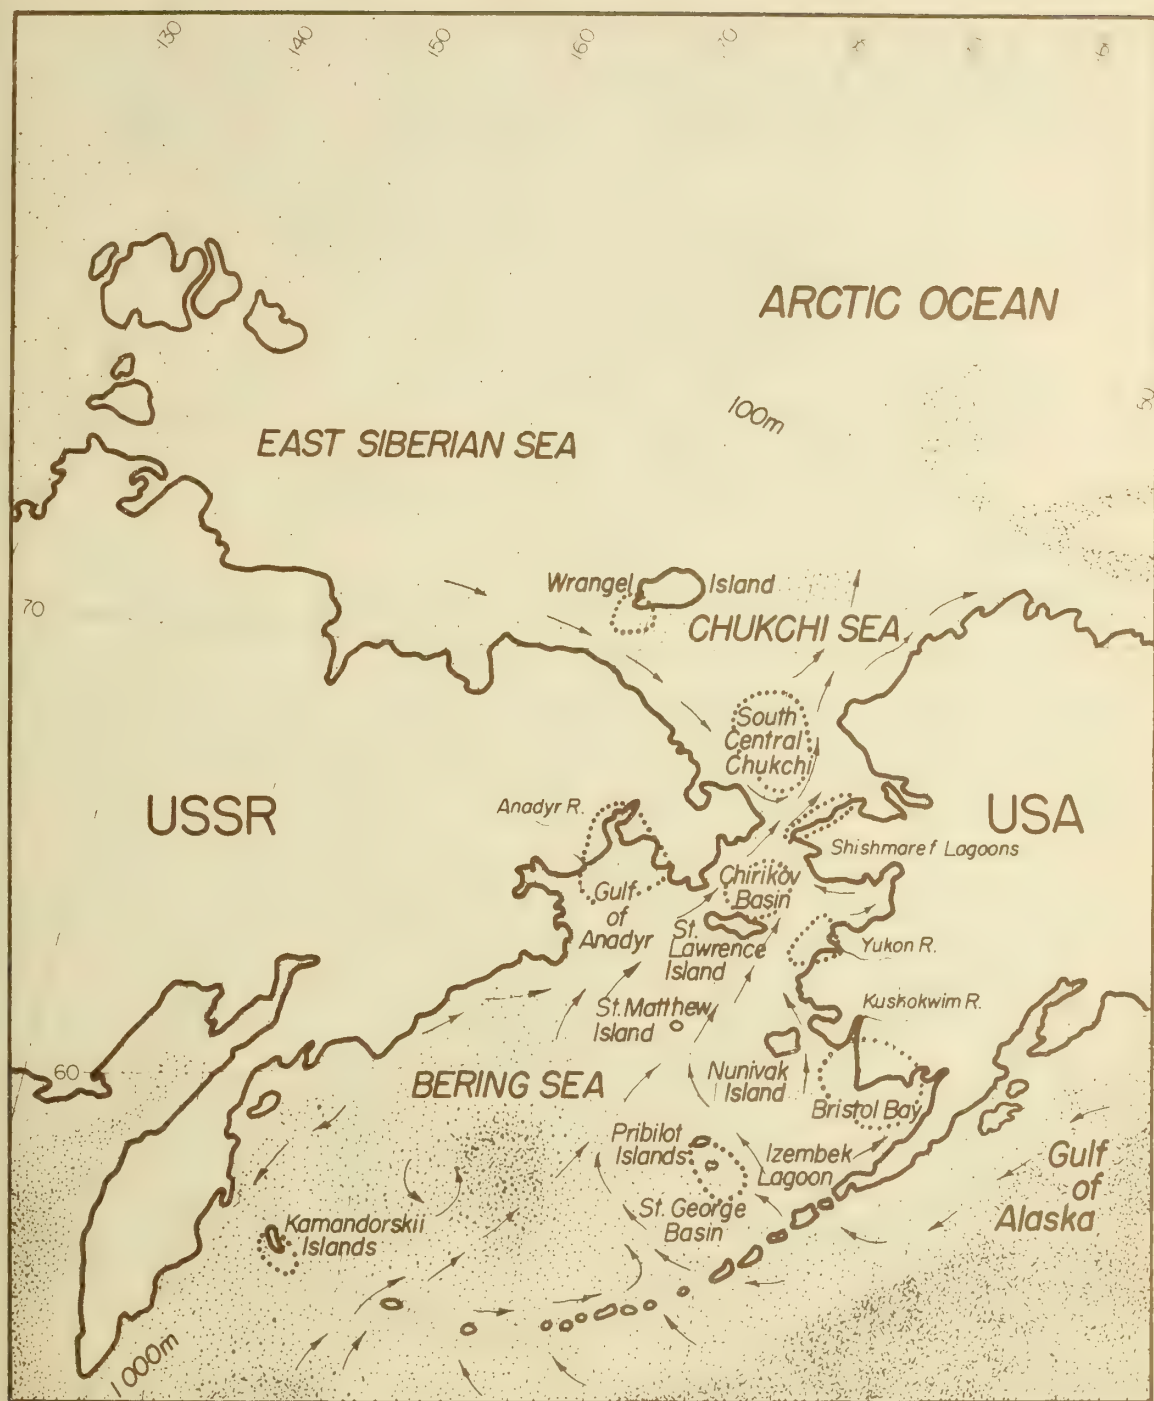 130
140
150
160
ARCTIC OCEAN
100m
EAST SIBERIAN SEA
Wrangel Island
70
CHUKCHI SEA
South
Central
Chukchi
USSR
Anadyr R.
USA
Shishmaref Lagoons
Chirikov
Basin
Gulf
of
Anadyr
St.
Lawrence
Island
Yukon R.
St. Matthew
Island
Kuskokwim R.
60
BERING SEA
Nunivak
Island
Bristol Bay
Pribilot
Islands
Izembek
Lagoon
Gulf
of
Alaska
St. George
Basin
Kamandorskii
Islands
1000m